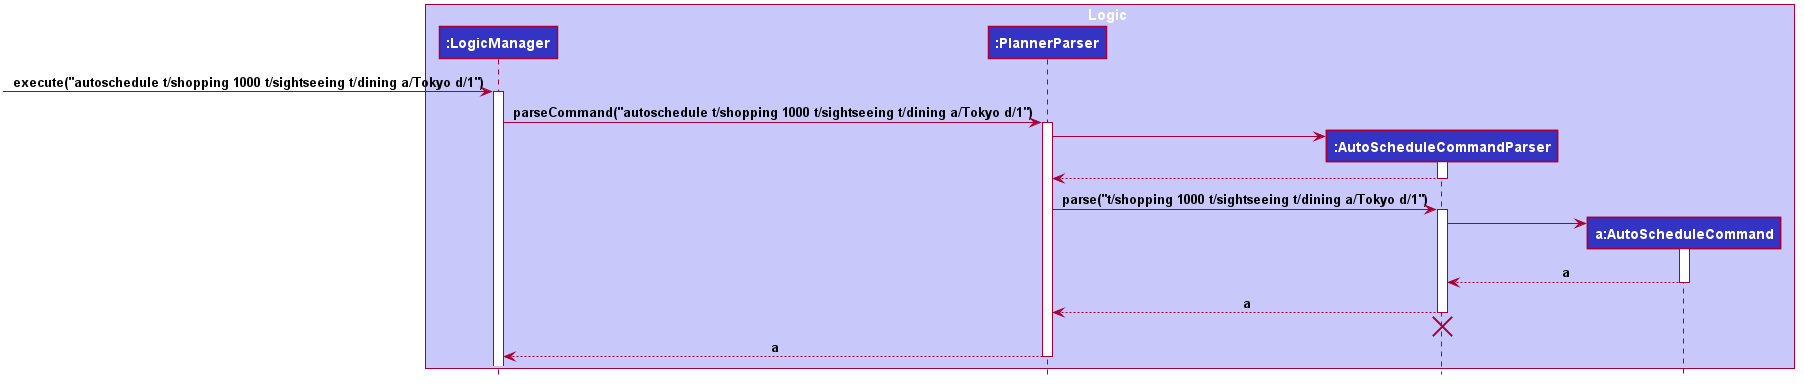 Logic
:LogicManager
:PlannerParser
execute("autoschedule t/shopping 1000 t/sightseeing t/dining a/Tokyo d/1")
parseCommand("autoschedule t/shopping 1000 t/sightseeing t/dining a/Tokyo d/1")
:AutoScheduleCommandParser
parse("t/shopping 1000 t/sightseeing t/dining a/Tokyo d/1")
a:AutoScheduleCommand
a
a
a